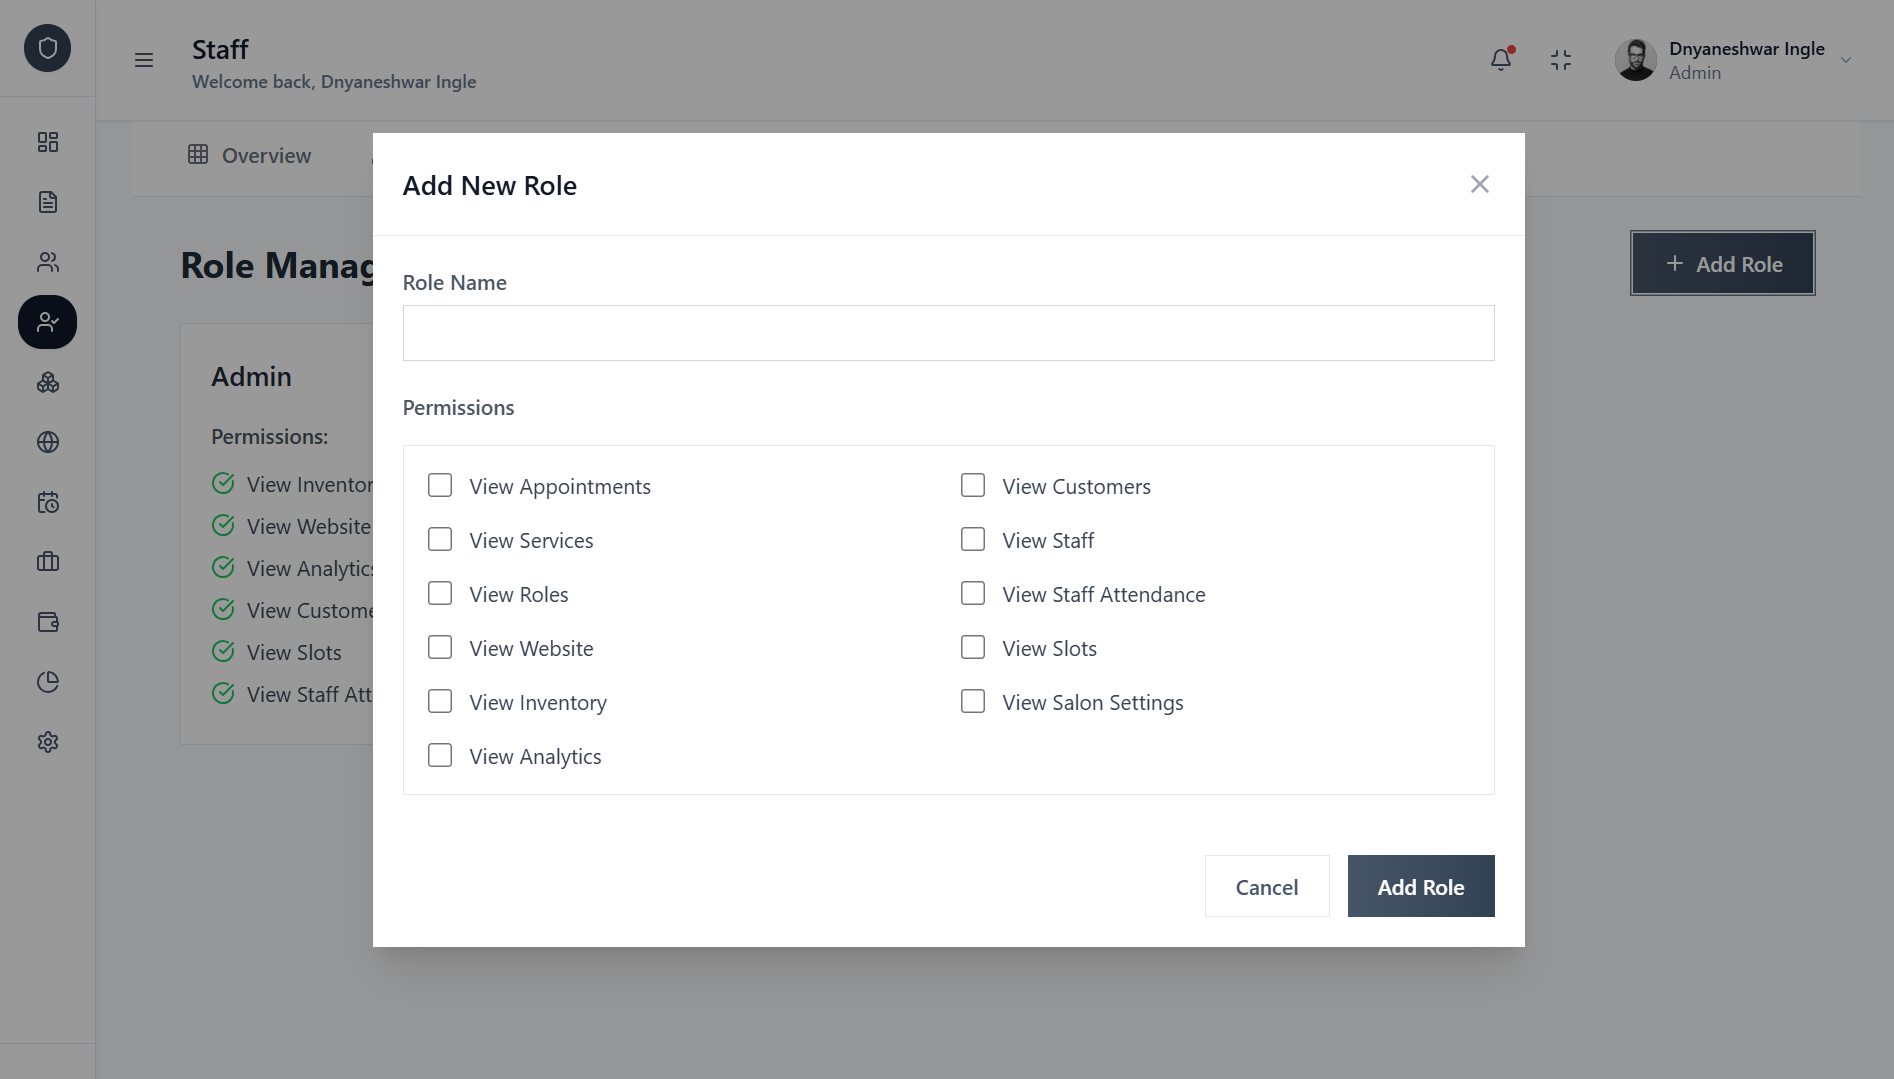 Staff
Welcome back, Dnyaneshwar Ingle
Dnyaneshwar Ingle
Admin
Overview
Role Manag
Add Role
Admin
Permissions:
View Inventor
View Website
View Analytics
View Custome
View Slots
View Staff Att
Add New Role
Role Name
Permissions
View Appointments
View Customers
View Services
View Staff
View Roles
View Staff Attendance
View Website
View Slots
View Inventory
View Salon Settings
View Analytics
Cancel
Add Role